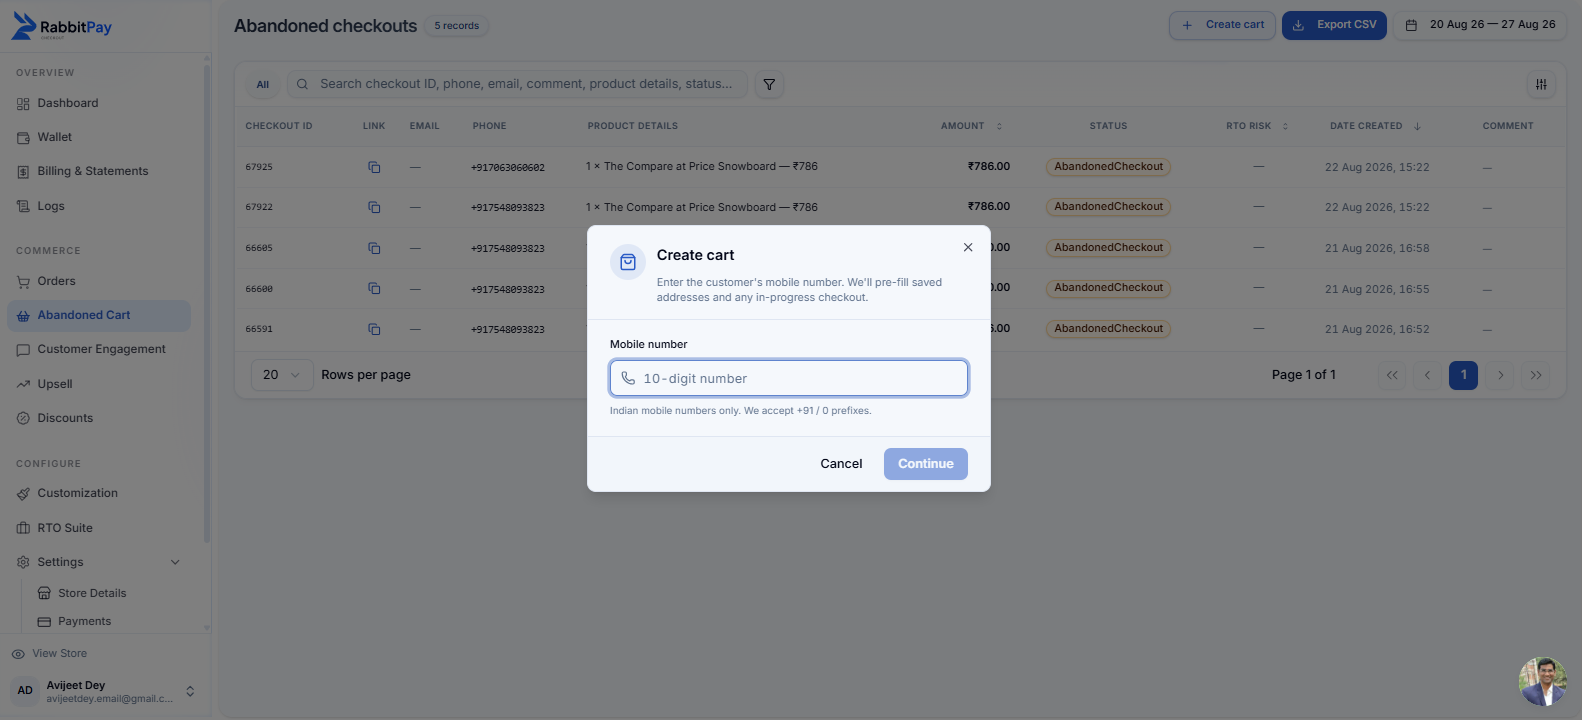 RabbitPay
CHECKOUT
OVERVIEW
Dashboard
Wallet
Billing & Statements
Logs
COMMERCE
Orders
Abandoned Cart
Customer Engagement
Upsell
Discounts
CONFIGURE
Customization
RTO Suite
Settings
Store Details
Payments
View Store
AD Avijeet Dey
avijeetdey.email@gmail.c...
Abandoned checkouts 5 records
Create cart Export CSV 20 Aug 26 — 27 Aug 26
All Search checkout ID, phone, email, comment, product details, status...
CHECKOUT ID LINK EMAIL PHONE PRODUCT DETAILS AMOUNT STATUS RTO RISK DATE CREATED COMMENT
67925 — +917063060602 1 × The Compare at Price Snowboard — ₹786 ₹786.00 AbandonedCheckout — 22 Aug 2026, 15:22 —
67922 — +917548093823 1 × The Compare at Price Snowboard — ₹786 ₹786.00 AbandonedCheckout — 22 Aug 2026, 15:22 —
66605 — +917548093823 0.00 AbandonedCheckout — 21 Aug 2026, 16:58 —
66600 — +917548093823 0.00 AbandonedCheckout — 21 Aug 2026, 16:55 —
66591 — +917548093823 6.00 AbandonedCheckout — 21 Aug 2026, 16:52 —
20 Rows per page Page 1 of 1 1
Create cart
Enter the customer's mobile number. We'll pre-fill saved
addresses and any in-progress checkout.
Mobile number
10-digit number
Indian mobile numbers only. We accept +91 / 0 prefixes.
Cancel Continue